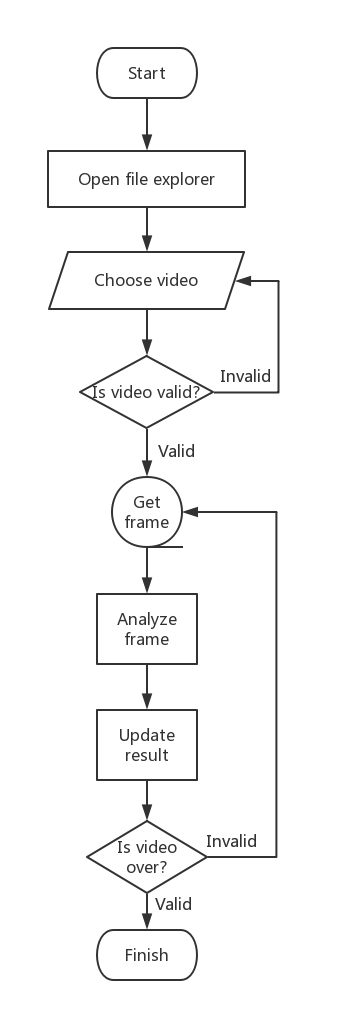 Start
Open file explorer
Choose video
Invalid
Is video valid?
Valid
Get
frame
Analyze
frame
Update
result
Invalid
Is video
over?
Valid
Finish